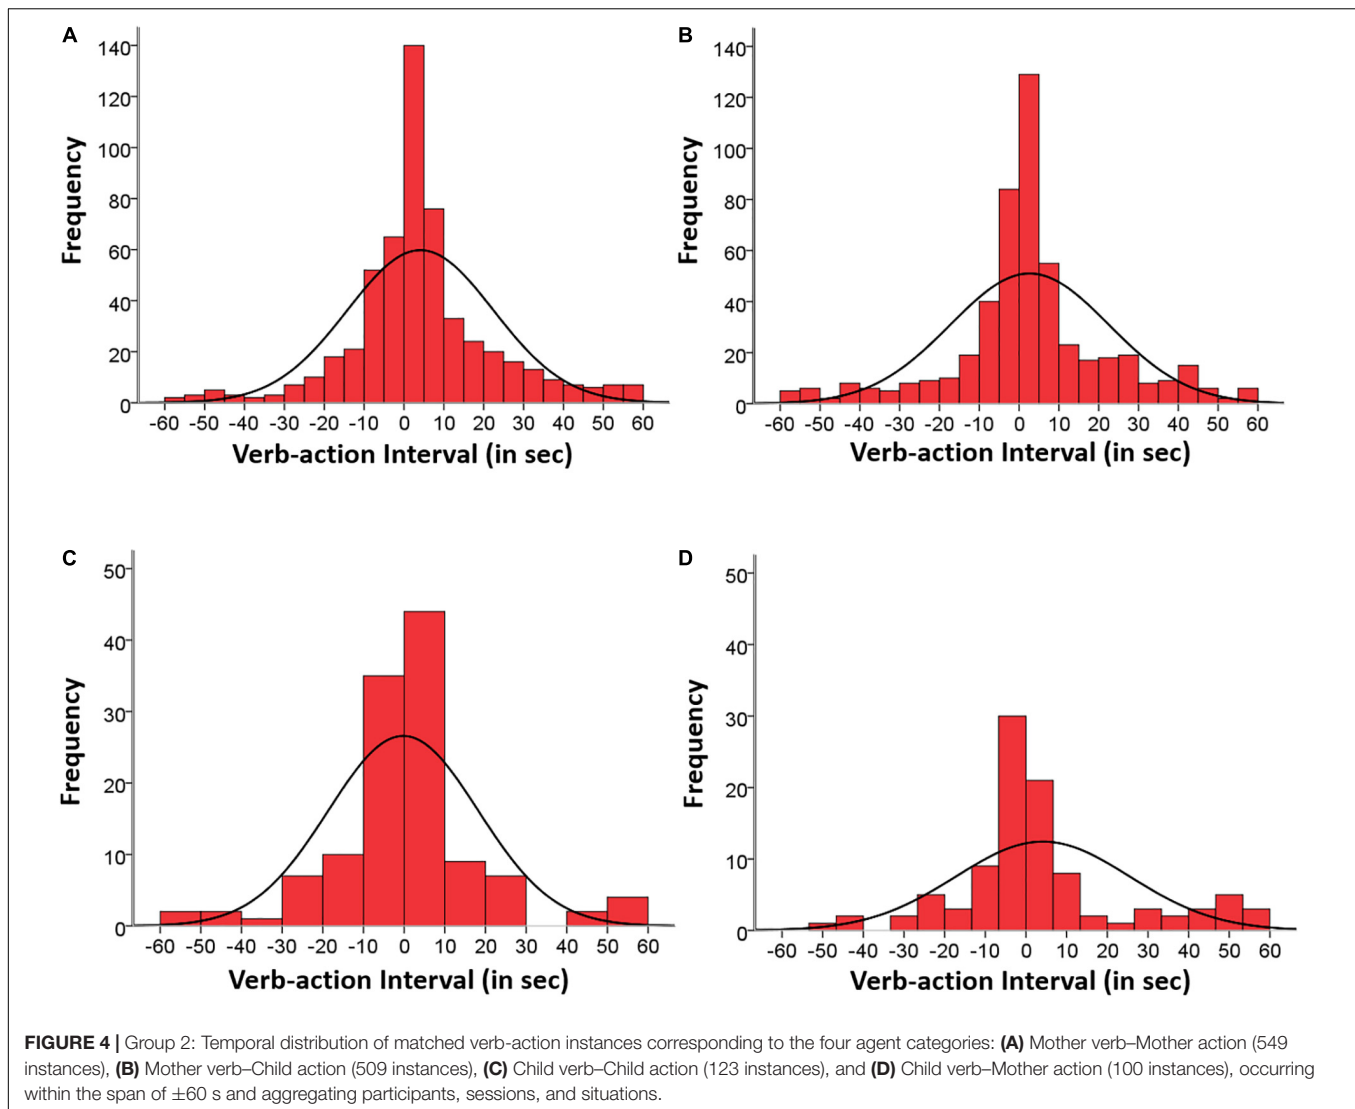 A
140
120
100
80
60
40
20
0
Frequency
-60 -50 -40 -30 -20 -10 0 10 20 30 40 50 60
Verb-action Interval (in sec)
B
140
120
100
80
60
40
20
0
Frequency
-60 -50 -40 -30 -20 -10 0 10 20 30 40 50 60
Verb-action Interval (in sec)
C
50
40
30
20
10
0
Frequency
-60 -50 -40 -30 -20 -10 0 10 20 30 40 50 60
Verb-action Interval (in sec)
D
50
40
30
20
10
0
Frequency
-60 -50 -40 -30 -20 -10 0 10 20 30 40 50 60
Verb-action Interval (in sec)
FIGURE 4 | Group 2: Temporal distribution of matched verb-action instances corresponding to the four agent categories: (A) Mother verb–Mother action (549
instances), (B) Mother verb–Child action (509 instances), (C) Child verb–Child action (123 instances), and (D) Child verb–Mother action (100 instances), occurring
within the span of ±60 s and aggregating participants, sessions, and situations.